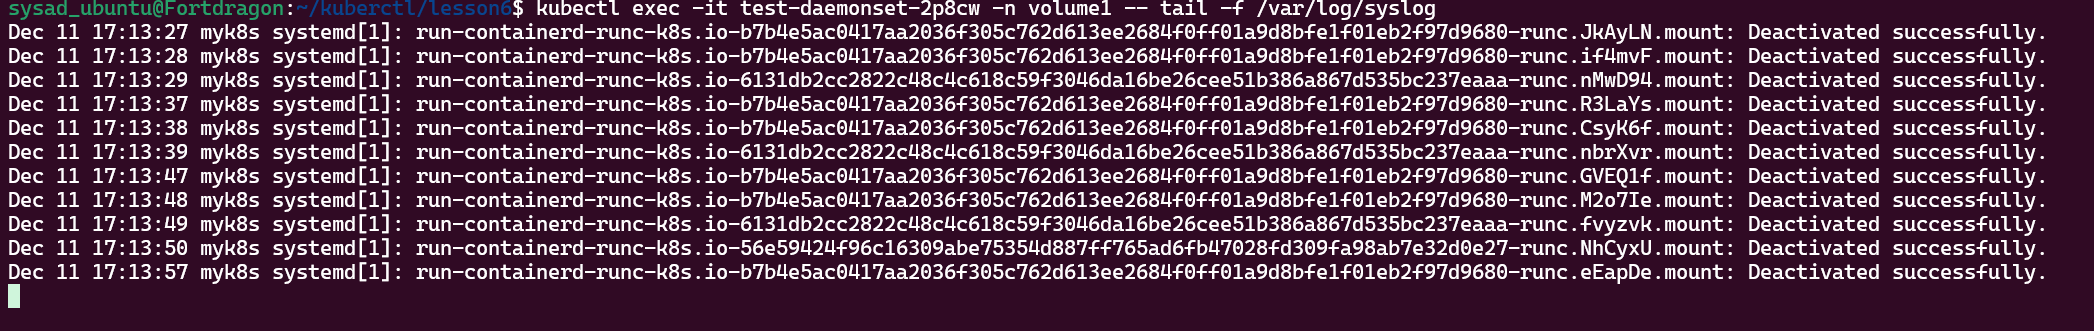 sysad_ubuntu@Fortdragon:~/kuberctl/lesson6$ kubectl exec -it test-daemonset-2p8cw -n volume1 -- tail -f /var/log/syslog
Dec 11 17:13:27 myk8s systemd[1]: run-containerd-runc-k8s.io-b7b4e5ac0417aa2036f305c762d613ee2684f0ff01a9d8bfe1f01eb2f97d9680-runc.JkAyLN.mount: Deactivated successfully.
Dec 11 17:13:28 myk8s systemd[1]: run-containerd-runc-k8s.io-b7b4e5ac0417aa2036f305c762d613ee2684f0ff01a9d8bfe1f01eb2f97d9680-runc.if4mvF.mount: Deactivated successfully.
Dec 11 17:13:29 myk8s systemd[1]: run-containerd-runc-k8s.io-6131db2cc2822c48c4c618c59f3046da16be26cee51b386a867d535bc237eaaa-runc.nMwD94.mount: Deactivated successfully.
Dec 11 17:13:37 myk8s systemd[1]: run-containerd-runc-k8s.io-b7b4e5ac0417aa2036f305c762d613ee2684f0ff01a9d8bfe1f01eb2f97d9680-runc.R3LaYs.mount: Deactivated successfully.
Dec 11 17:13:38 myk8s systemd[1]: run-containerd-runc-k8s.io-b7b4e5ac0417aa2036f305c762d613ee2684f0ff01a9d8bfe1f01eb2f97d9680-runc.CsyK6f.mount: Deactivated successfully.
Dec 11 17:13:39 myk8s systemd[1]: run-containerd-runc-k8s.io-6131db2cc2822c48c4c618c59f3046da16be26cee51b386a867d535bc237eaaa-runc.nbrXvr.mount: Deactivated successfully.
Dec 11 17:13:47 myk8s systemd[1]: run-containerd-runc-k8s.io-b7b4e5ac0417aa2036f305c762d613ee2684f0ff01a9d8bfe1f01eb2f97d9680-runc.GVEQ1f.mount: Deactivated successfully.
Dec 11 17:13:48 myk8s systemd[1]: run-containerd-runc-k8s.io-b7b4e5ac0417aa2036f305c762d613ee2684f0ff01a9d8bfe1f01eb2f97d9680-runc.M2o7Ie.mount: Deactivated successfully.
Dec 11 17:13:49 myk8s systemd[1]: run-containerd-runc-k8s.io-6131db2cc2822c48c4c618c59f3046da16be26cee51b386a867d535bc237eaaa-runc.fvyzvk.mount: Deactivated successfully.
Dec 11 17:13:50 myk8s systemd[1]: run-containerd-runc-k8s.io-56e59424f96c16309abe75354d887ff765ad6fb47028fd309fa98ab7e32d0e27-runc.NhCyxU.mount: Deactivated successfully.
Dec 11 17:13:57 myk8s systemd[1]: run-containerd-runc-k8s.io-b7b4e5ac0417aa2036f305c762d613ee2684f0ff01a9d8bfe1f01eb2f97d9680-runc.eEapDe.mount: Deactivated successfully.